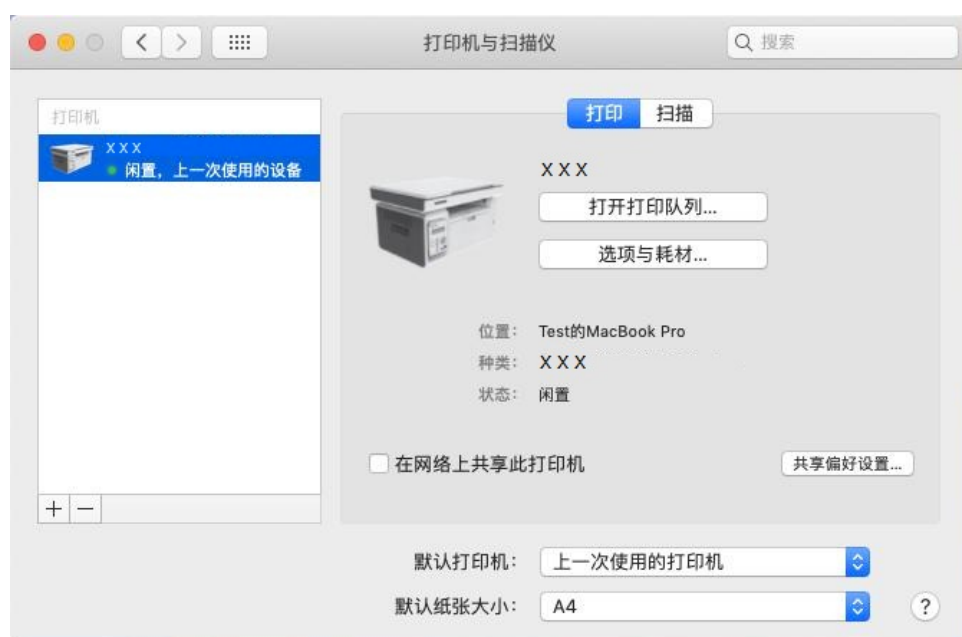 打印机与扫描仪
搜索
打印机
X X X
闲置，上一次使用的设备
打印 扫描
X X X
打开打印队列...
选项与耗材...
位置： Test的MacBook Pro
种类： X X X
状态： 闲置
在网络上共享此打印机
共享偏好设置...
+ −
默认打印机： 上一次使用的打印机
默认纸张大小： A4
?